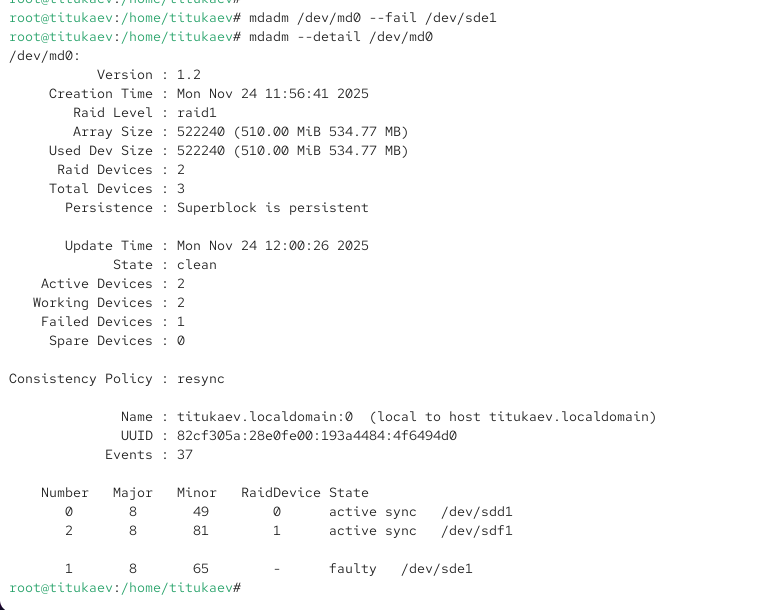 root@titukaev:/home/titukaev#
root@titukaev:/home/titukaev# mdadm /dev/md0 --fail /dev/sde1
root@titukaev:/home/titukaev# mdadm --detail /dev/md0
/dev/md0:
Version : 1.2
Creation Time : Mon Nov 24 11:56:41 2025
Raid Level : raid1
Array Size : 522240 (510.00 MiB 534.77 MB)
Used Dev Size : 522240 (510.00 MiB 534.77 MB)
Raid Devices : 2
Total Devices : 3
Persistence : Superblock is persistent
Update Time : Mon Nov 24 12:00:26 2025
State : clean
Active Devices : 2
Working Devices : 2
Failed Devices : 1
Spare Devices : 0
Consistency Policy : resync
Name : titukaev.localdomain:0  (local to host titukaev.localdomain)
UUID : 82cf305a:28e0fe00:193a4484:4f6494d0
Events : 37
Number   Major   Minor   RaidDevice State
0       8       49        0      active sync   /dev/sdd1
2       8       81        1      active sync   /dev/sdf1
1       8       65        -      faulty   /dev/sde1
root@titukaev:/home/titukaev#